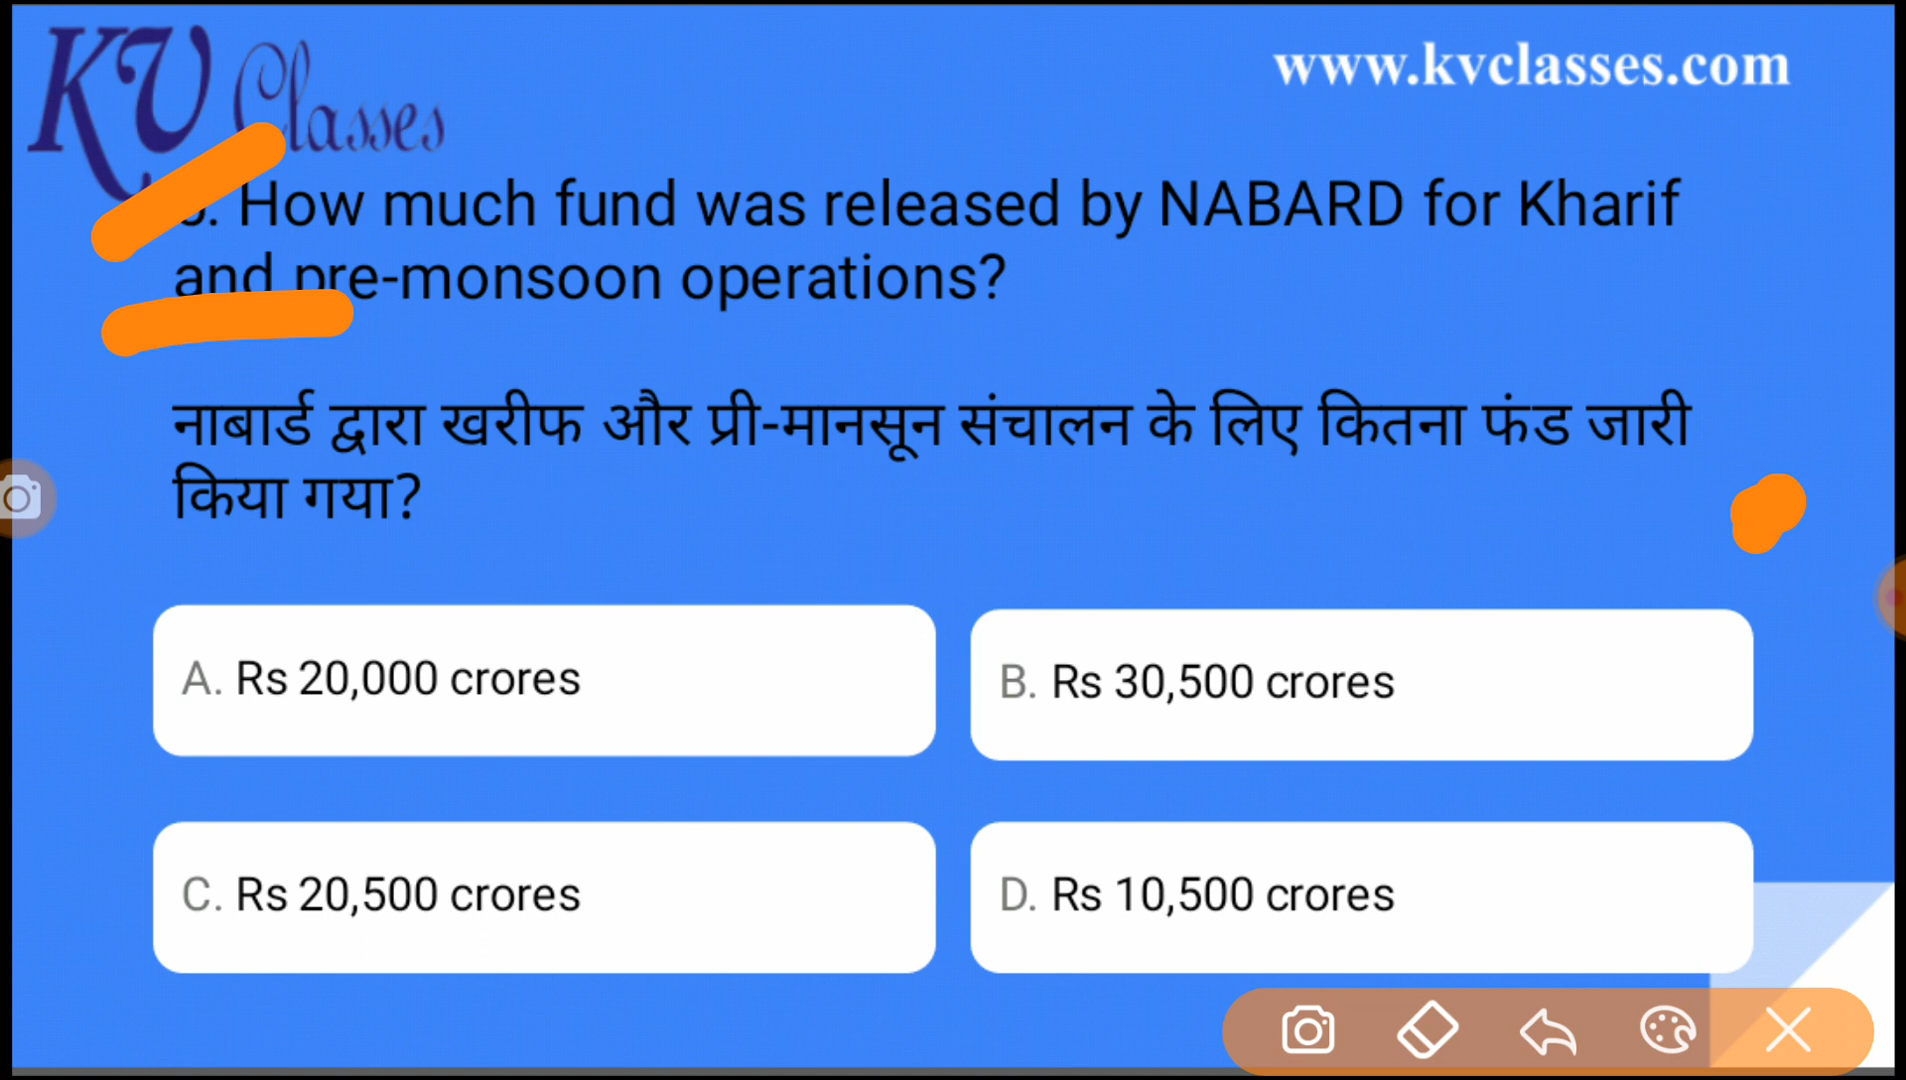 KV Classes
www.kvclasses.com
How much fund was released by NABARD for Kharif
and pre-monsoon operations?
नाबार्ड द्वारा खरीफ और प्री-मानसून संचालन के लिए कितना फंड जारी
किया गया?
A. Rs 20,000 crores
B. Rs 30,500 crores
C. Rs 20,500 crores
D. Rs 10,500 crores